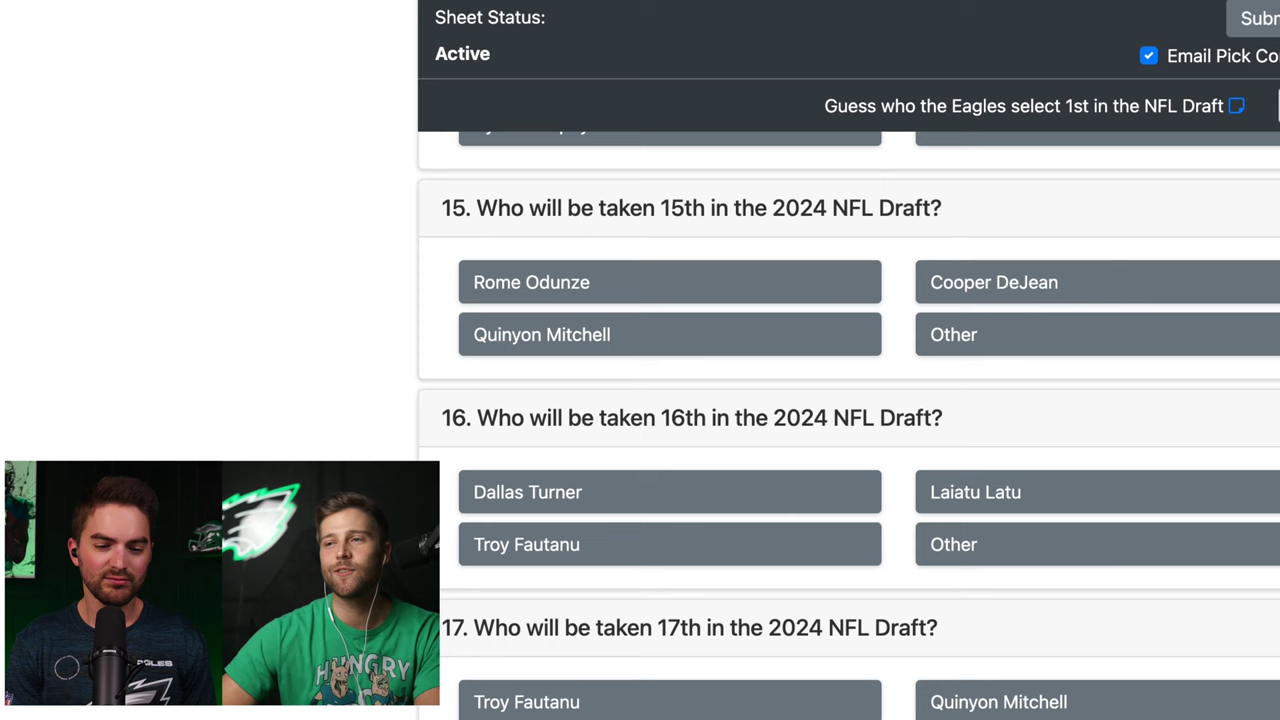 Sheet Status:
Active
Email Pick
Guess who the Eagles select 1st in the NFL Draft
15. Who will be taken 15th in the 2024 NFL Draft?
Rome Odunze
Cooper DeJean
Quinyon Mitchell
Other
16. Who will be taken 16th in the 2024 NFL Draft?
Dallas Turner
Laiatu Latu
Troy Fautanu
Other
17. Who will be taken 17th in the 2024 NFL Draft?
Troy Fautanu
Quinyon Mitchell
EAGLES
HUNGRY